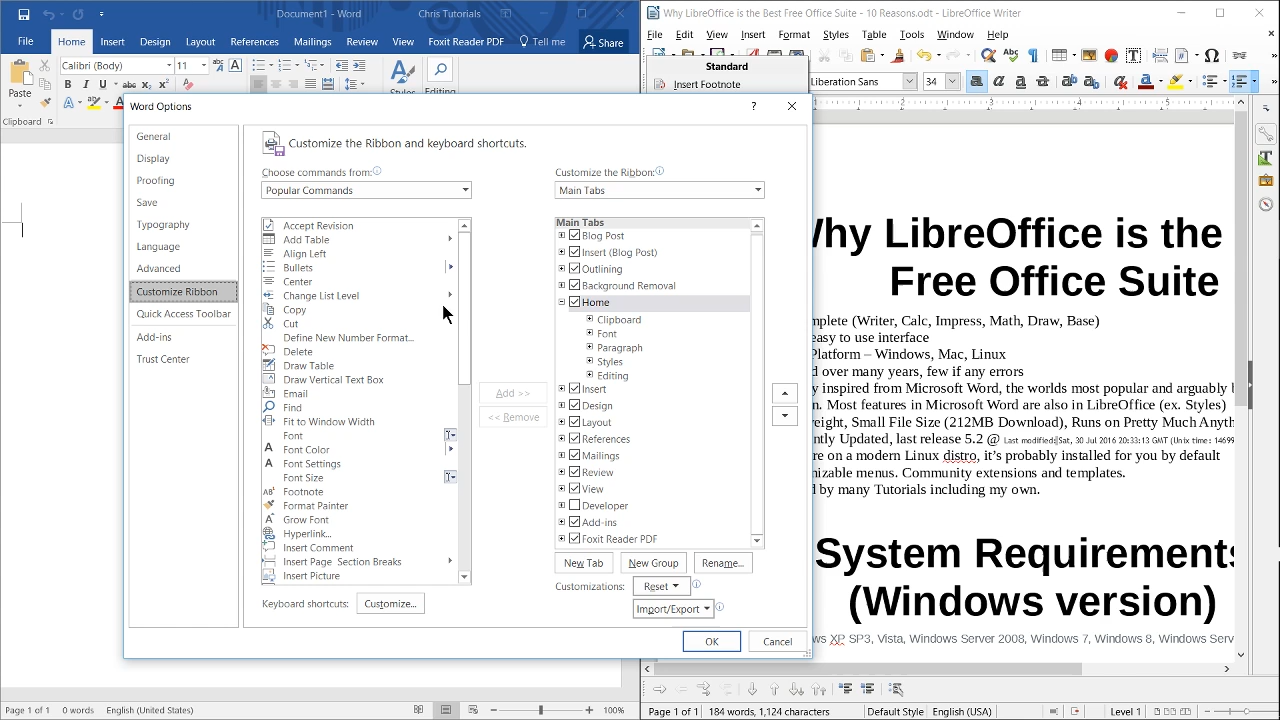 Document1 - Word
Chris Tutorials
File
Home
Insert
Design
Layout
References
Mailings
Review
View
Foxit Reader PDF
Tell me
Share
Paste
Clipboard
Calibri (Body)
11
Editing
Word Options
General
Display
Proofing
Save
Typography
Language
Advanced
Customize Ribbon
Quick Access Toolbar
Add-ins
Trust Center
Customize the Ribbon and keyboard shortcuts.
Choose commands from:
Popular Commands
Accept Revision
Add Table
Align Left
Bullets
Center
Change List Level
Copy
Cut
Define New Number Format...
Delete
Draw Table
Draw Vertical Text Box
Email
Find
Fit to Window Width
Font
Font Color
Font Settings
Font Size
Footnote
Format Painter
Grow Font
Hyperlink...
Insert Comment
Insert Page Section Breaks
Insert Picture
Keyboard shortcuts:
Customize...
Add >>
<< Remove
Customize the Ribbon:
Main Tabs
Main Tabs
Blog Post
Insert (Blog Post)
Outlining
Background Removal
Home
Clipboard
Font
Paragraph
Styles
Editing
Insert
Design
Layout
References
Mailings
Review
View
Developer
Add-ins
Foxit Reader PDF
New Tab
New Group
Rename...
Customizations:
Reset
Import/Export
OK
Cancel
Page 1 of 1
0 words
English (United States)
100%
Why LibreOffice is the Best Free Office Suite - 10 Reasons.odt - LibreOffice Writer
File
Edit
View
Insert
Format
Styles
Table
Tools
Window
Help
Standard
Insert Footnote
Liberation Sans
34
Why LibreOffice is the
Free Office Suite
mplete (Writer, Calc, Impress, Math, Draw, Base)
easy to use interface
Platform – Windows, Mac, Linux
d over many years, few if any errors
y inspired from Microsoft Word, the worlds most popular and arguably b
n. Most features in Microsoft Word are also in LibreOffice (ex. Styles)
eight, Small File Size (212MB Download), Runs on Pretty Much Anyth
ntly Updated, last release 5.2 @ Last modified: Sat, 30 Jul 2016 20:33:13 GMT (Unix time: 14699
re on a modern Linux distro, it's probably installed for you by default
nizable menus. Community extensions and templates.
d by many Tutorials including my own.
System Requirements
(Windows version)
ws XP SP3, Vista, Windows Server 2008, Windows 7, Windows 8, Windows Serv
Page 1 of 1
184 words, 1,124 characters
Default Style
English (USA)
Level 1